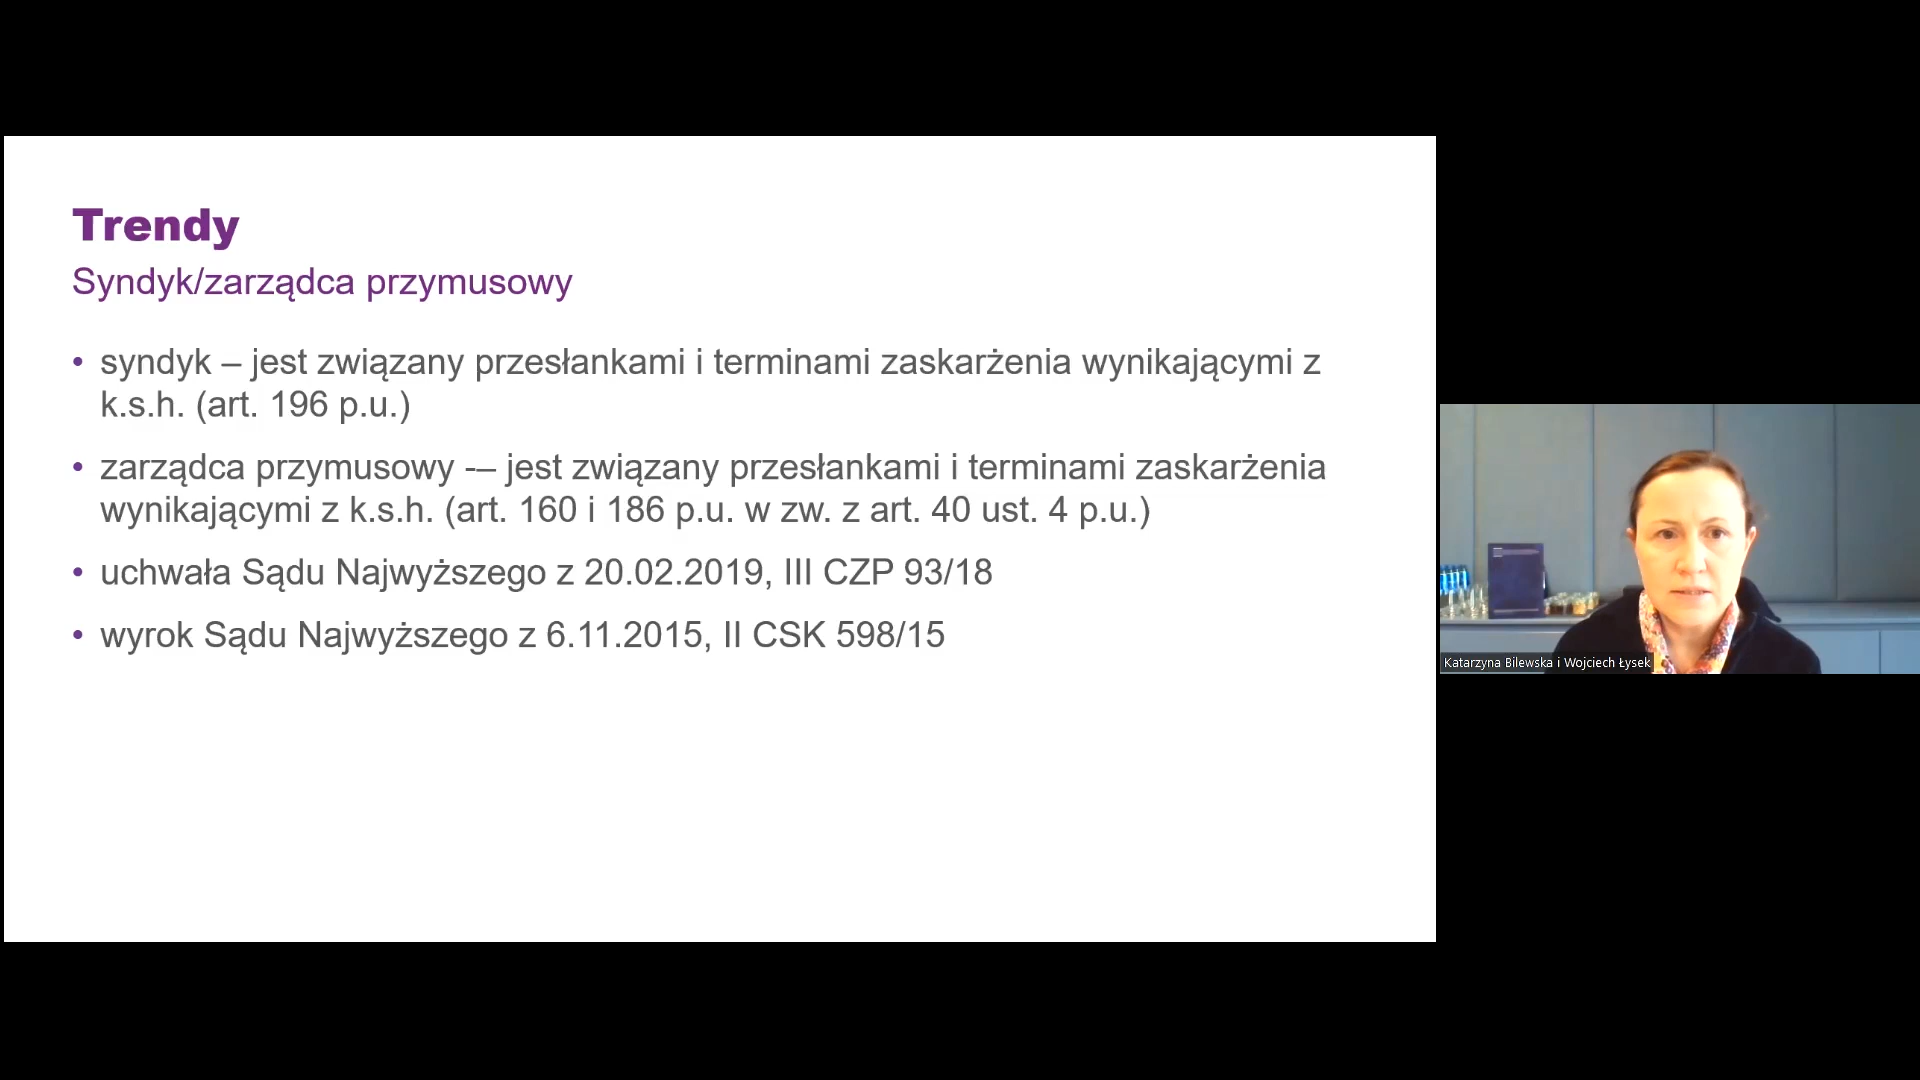 Trendy
Syndyk/zarządca przymusowy
• syndyk – jest związany przesłankami i terminami zaskarżenia wynikającymi z
k.s.h. (art. 196 p.u.)
• zarządca przymusowy -– jest związany przesłankami i terminami zaskarżenia
wynikającymi z k.s.h. (art. 160 i 186 p.u. w zw. z art. 40 ust. 4 p.u.)
• uchwała Sądu Najwyższego z 20.02.2019, III CZP 93/18
• wyrok Sądu Najwyższego z 6.11.2015, II CSK 598/15
Katarzyna Bilewska i Wojciech Łysek